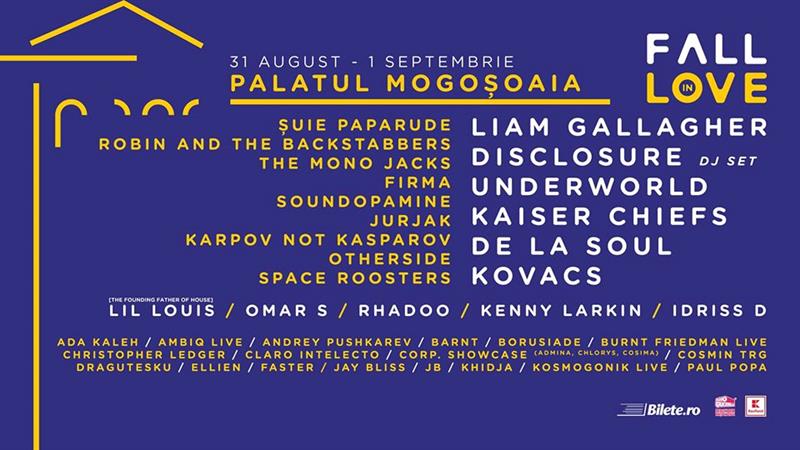 31 AUGUST - 1 SEPTEMBRIE
PALATUL MOGOȘOAIA
FALL
IN
LOVE
ȘUIE PAPARUDE
ROBIN AND THE BACKSTABBERS
THE MONO JACKS
FIRMA
SOUNDOPAMINE
JURJAK
KARPOV NOT KASPAROV
OTHERSIDE
SPACE ROOSTERS
LIAM GALLAGHER
DISCLOSURE DJ SET
UNDERWORLD
KAISER CHIEFS
DE LA SOUL
KOVACS
[THE FOUNDING FATHER OF HOUSE]
LIL LOUIS / OMAR S / RHADOO / KENNY LARKIN / IDRISS D
ADA KALEH / AMBIQ LIVE / ANDREY PUSHKAREV / BARNT / BORUSIADE / BURNT FRIEDMAN LIVE
CHRISTOPHER LEDGER / CLARO INTELECTO / CORP. SHOWCASE (ADMINA, CHLORYS, COSIMA) / COSMIN TRG
DRAGUTESKU / ELLIEN / FASTER / JAY BLISS / JB / KHIDJA / KOSMOGONIK LIVE / PAUL POPA
Bilete.ro
Kaufland